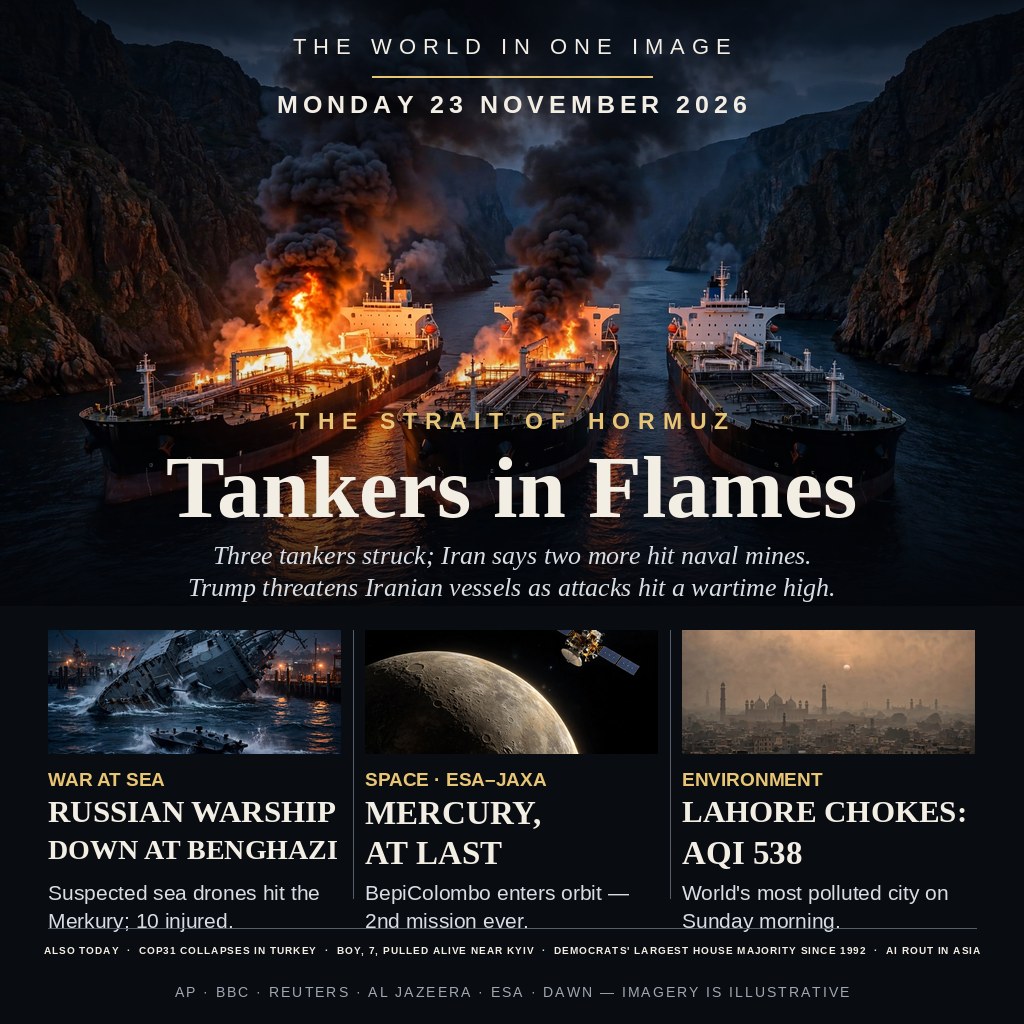 THE WORLD IN ONE IMAGE
MONDAY 23 NOVEMBER 2026
THE STRAIT OF HORMUZ
Tankers in Flames
Three tankers struck; Iran says two more hit naval mines.
Trump threatens Iranian vessels as attacks hit a wartime high.
WAR AT SEA
RUSSIAN WARSHIP
DOWN AT BENGHAZI
Suspected sea drones hit the
Merkury; 10 injured.
SPACE · ESA–JAXA
MERCURY,
AT LAST
BepiColombo enters orbit —
2nd mission ever.
ENVIRONMENT
LAHORE CHOKES:
AQI 538
World's most polluted city on
Sunday morning.
ALSO TODAY · COP31 COLLAPSES IN TURKEY · BOY, 7, PULLED ALIVE NEAR KYIV · DEMOCRATS' LARGEST HOUSE MAJORITY SINCE 1992 · AI ROUT IN ASIA
AP · BBC · REUTERS · AL JAZEERA · ESA · DAWN — IMAGERY IS ILLUSTRATIVE